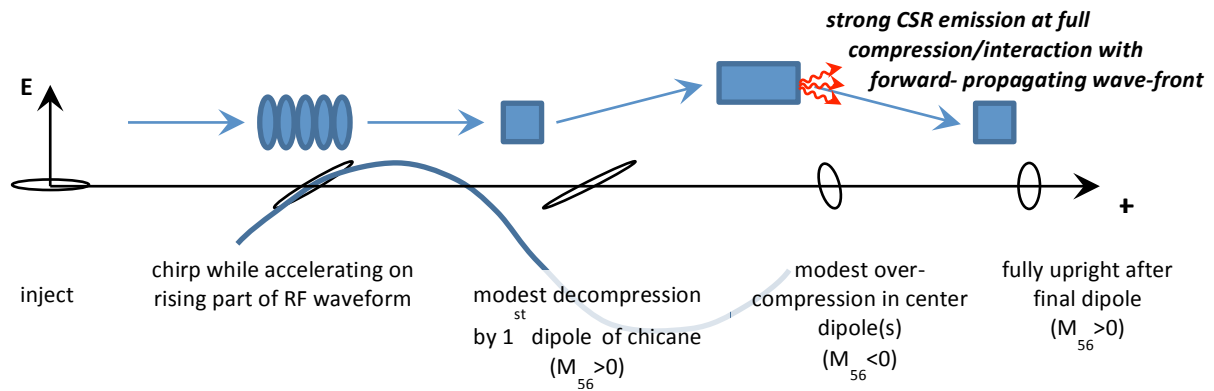 strong CSR emission at full
compression/interaction with
forward- propagating wave-front
E
+
inject
chirp while accelerating on
rising part of RF waveform
modest decompression
by 1st dipole of chicane
(M56>0)
modest over-
compression in center
dipole(s)
(M56<0)
fully upright after
final dipole
(M56>0)